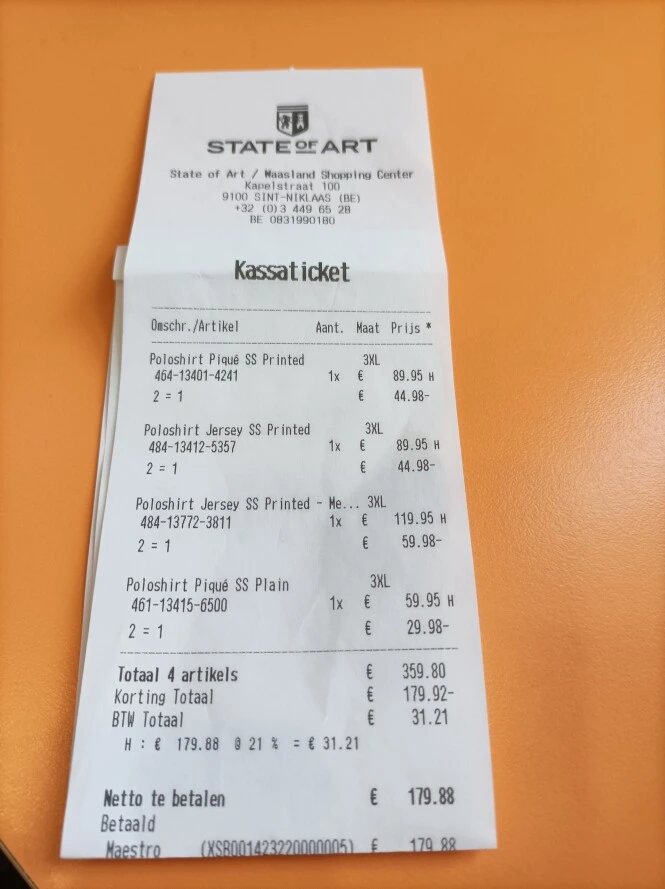 STATE OF ART
State of Art / Waasland Shopping Center
Kapelstraat 100
9100 SINT-NIKLAAS (BE)
+32 (0)3 449 65 28
BE 0831990180
Kassaticket
Omschr./Artikel Aant. Maat Prijs *
Poloshirt Piqué SS Printed 3XL
464-13401-4241 1x € 89.95 H
2 = 1 € 44.98-
Poloshirt Jersey SS Printed 3XL
484-13412-5357 1x € 89.95 H
2 = 1 € 44.98-
Poloshirt Jersey SS Printed - Me... 3XL
484-13772-3811 1x € 119.95 H
2 = 1 € 59.98-
Poloshirt Piqué SS Plain 3XL
461-13415-6500 1x € 59.95 H
2 = 1 € 29.98-
Totaal 4 artikels € 359.80
Korting Totaal € 179.92-
BTW Totaal € 31.21
H : € 179.88 @ 21 % = € 31.21
Netto te betalen € 179.88
Betaald
Maestro (XSR001423220000005) € 179.88